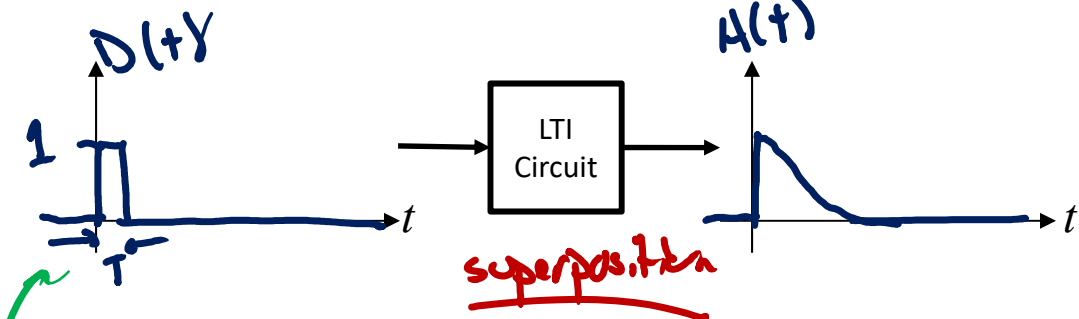 D(t)
H(t)
1
LTI
Circuit
t
t
T
superposition